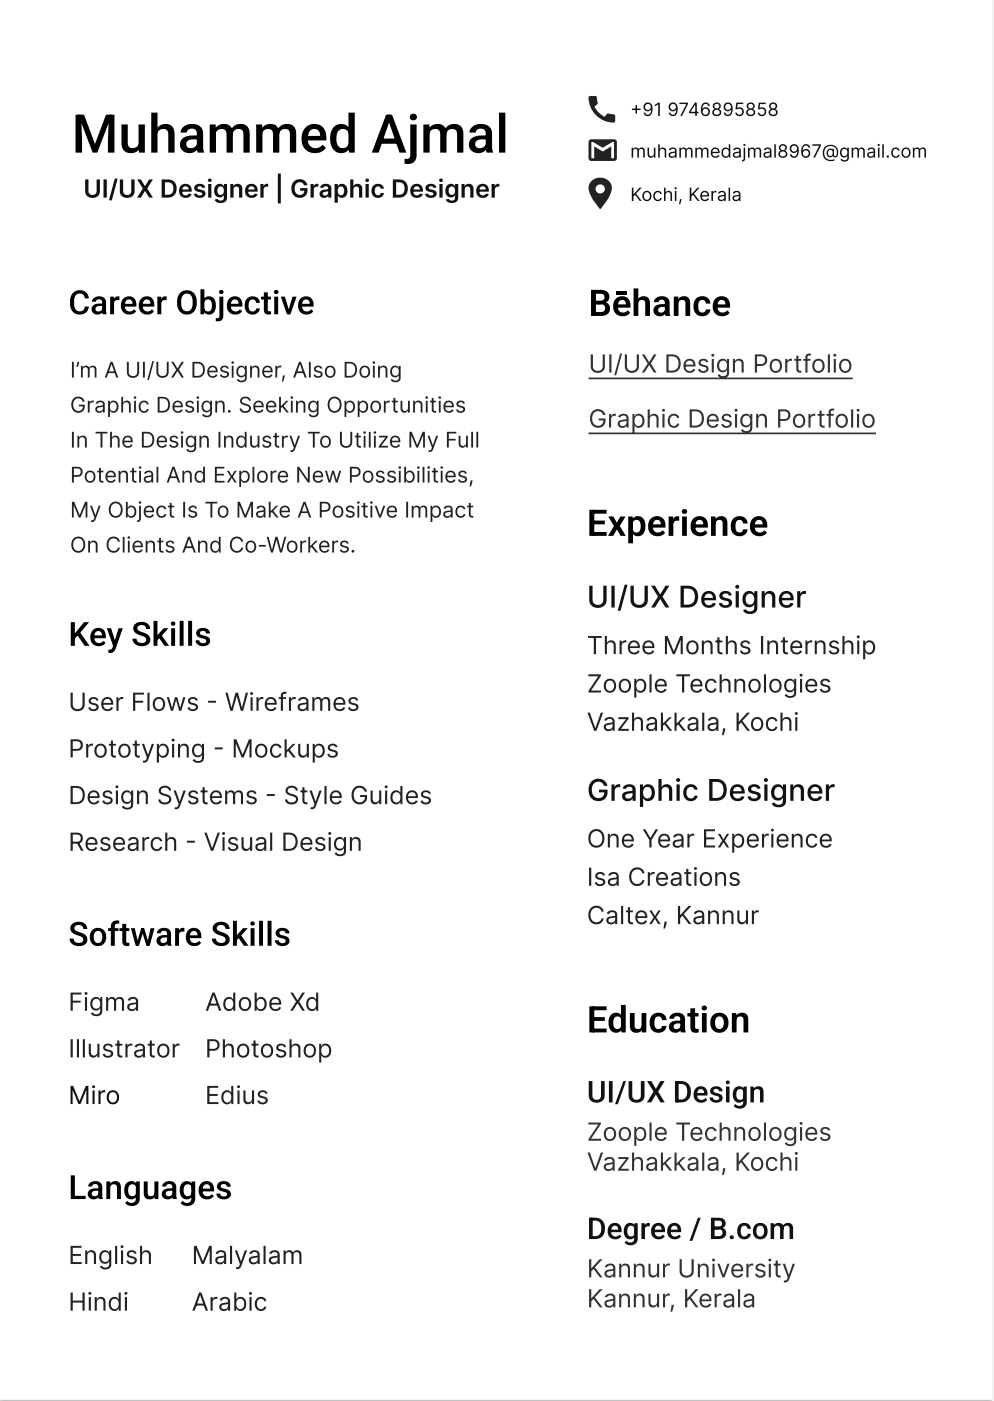 Muhammed Ajmal
UI/UX Designer | Graphic Designer
+91 9746895858
muhammedajmal8967@gmail.com
Kochi, Kerala
Career Objective
I’m A UI/UX Designer, Also Doing
Graphic Design. Seeking Opportunities
In The Design Industry To Utilize My Full
Potential And Explore New Possibilities,
My Object Is To Make A Positive Impact
On Clients And Co-Workers.
Key Skills
User Flows - Wireframes
Prototyping - Mockups
Design Systems - Style Guides
Research - Visual Design
Software Skills
Figma Adobe Xd
Illustrator Photoshop
Miro Edius
Languages
English Malyalam
Hindi Arabic
Bēhance
UI/UX Design Portfolio
Graphic Design Portfolio
Experience
UI/UX Designer
Three Months Internship
Zoople Technologies
Vazhakkala, Kochi
Graphic Designer
One Year Experience
Isa Creations
Caltex, Kannur
Education
UI/UX Design
Zoople Technologies
Vazhakkala, Kochi
Degree / B.com
Kannur University
Kannur, Kerala